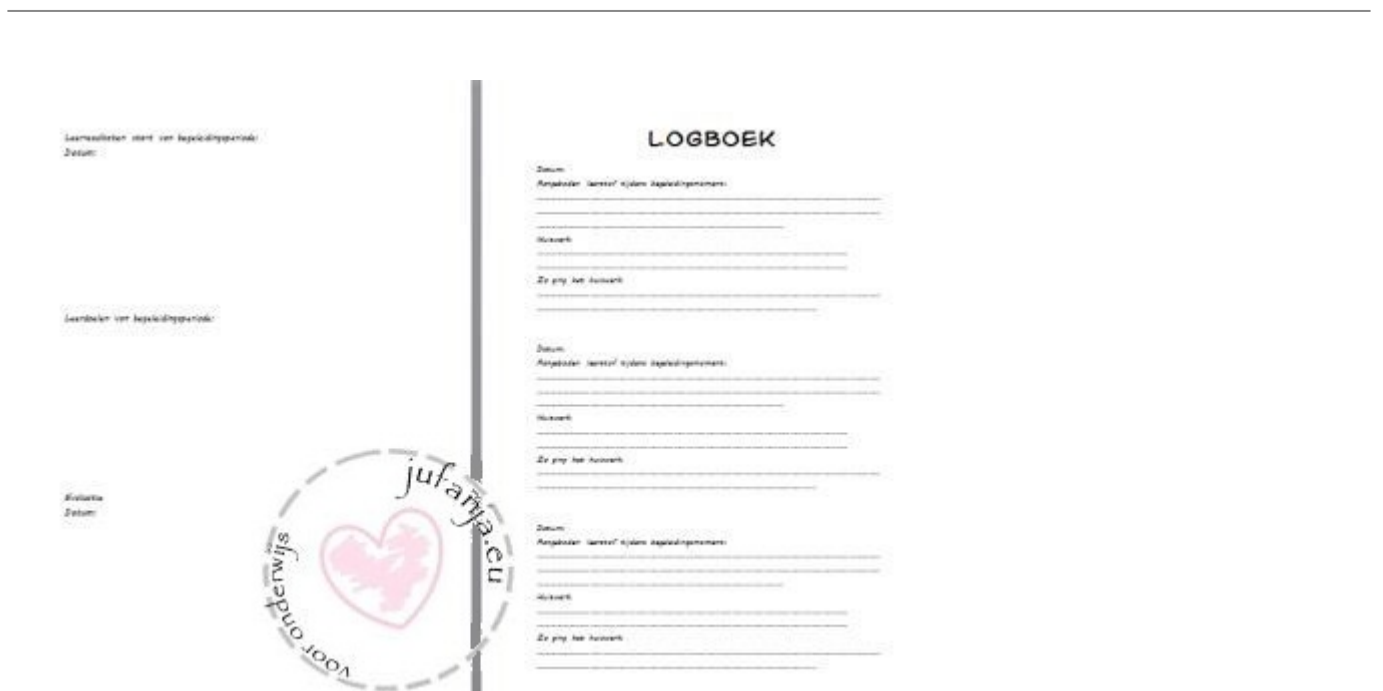 Leerresultaten start van begeleidingsperiode:
Datum:
Leerdoelen van begeleidingsperiode:
Evaluatie
Datum:
jufanja.eu
voor onderwijs
LOGBOEK
Datum:
Aangeboden leerstof tijdens begeleidingsmoment:
Huiswerk:
Zo ging het huiswerk:
Datum:
Aangeboden leerstof tijdens begeleidingsmoment:
Huiswerk:
Zo ging het huiswerk:
Datum:
Aangeboden leerstof tijdens begeleidingsmoment:
Huiswerk:
Zo ging het huiswerk: